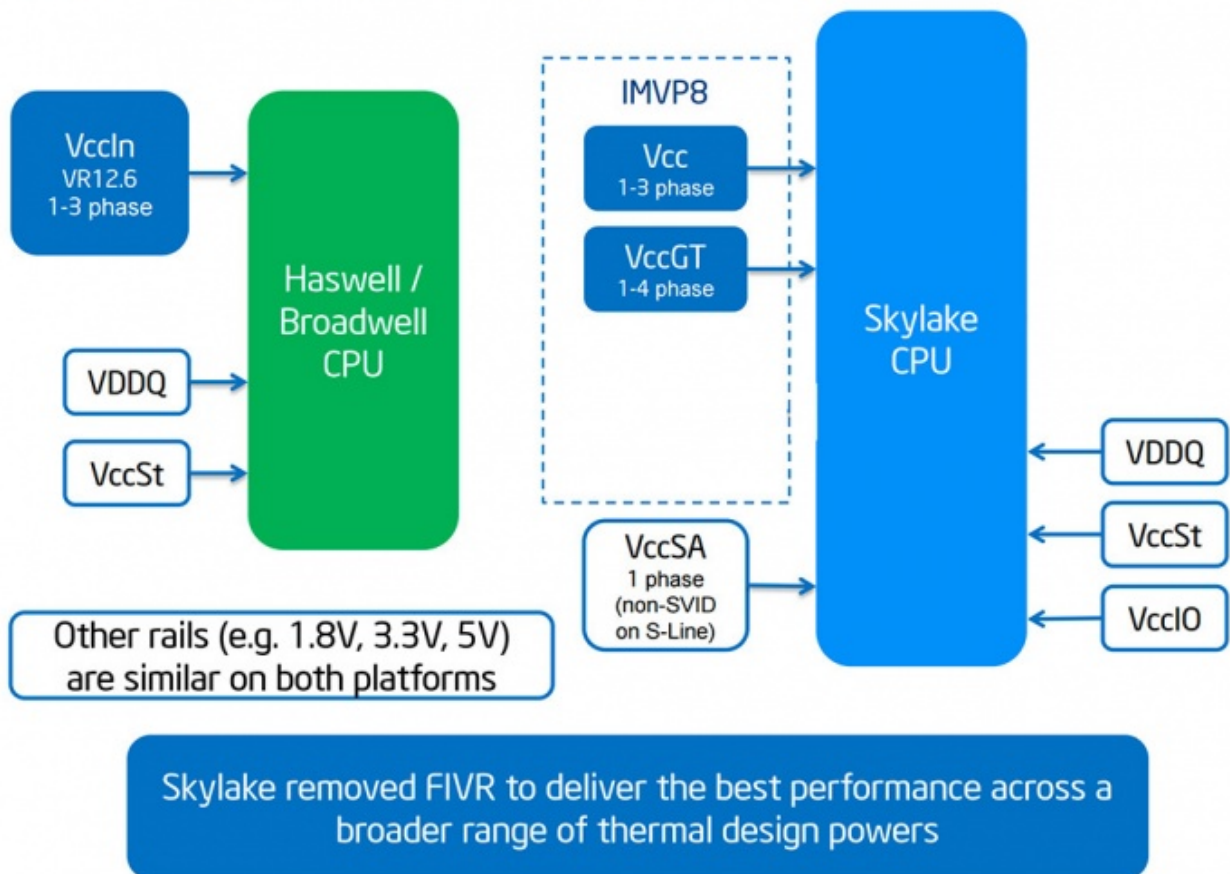 VccIn
VR12.6
1-3 phase
Haswell /
Broadwell
CPU
VDDQ
VccSt
IMVP8
Vcc
1-3 phase
VccGT
1-4 phase
VccSA
1 phase
(non-SVID
on S-Line)
Skylake
CPU
VDDQ
VccSt
VccIO
Other rails (e.g. 1.8V, 3.3V, 5V)
are similar on both platforms
Skylake removed FIVR to deliver the best performance across a
broader range of thermal design powers